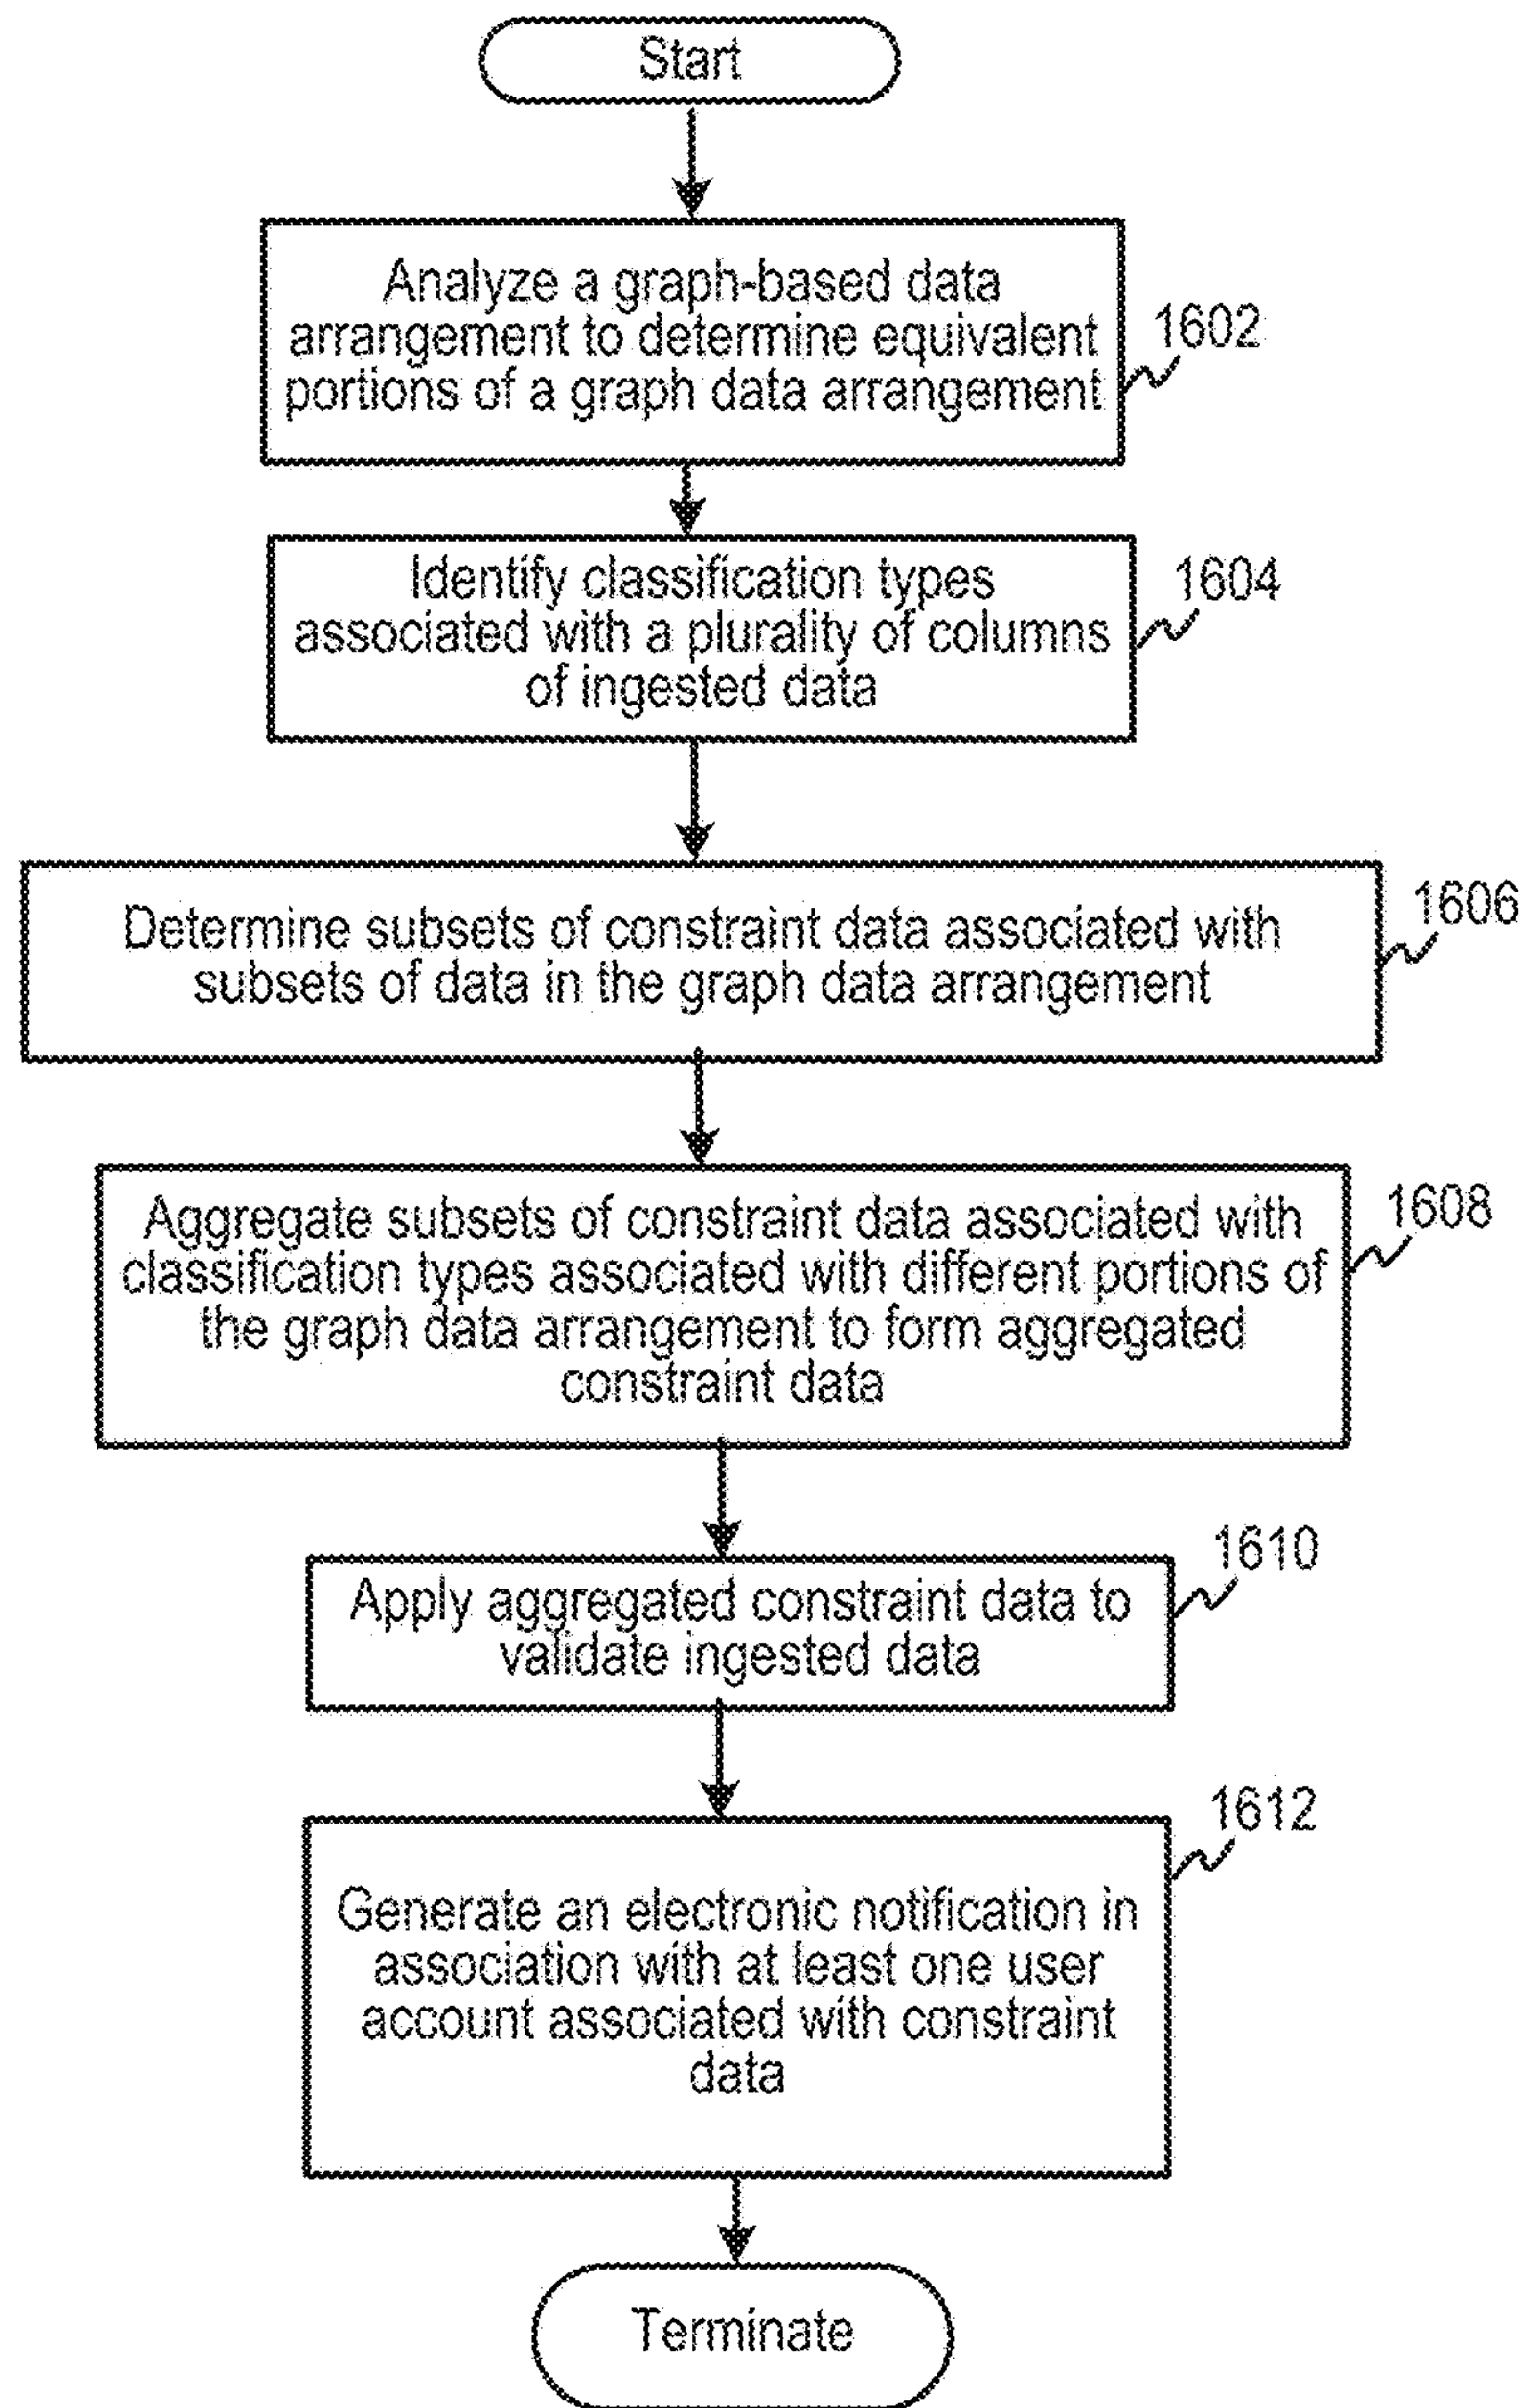 Start
Analyze a graph-based data
arrangement to determine equivalent
portions of a graph data arrangement
1602
Identify classification types
associated with a plurality of columns
of ingested data
1604
Determine subsets of constraint data associated with
subsets of data in the graph data arrangement
1606
Aggregate subsets of constraint data associated with
classification types associated with different portions of
the graph data arrangement to form aggregated
constraint data
1608
Apply aggregated constraint data to
validate ingested data
1610
Generate an electronic notification in
association with at least one user
account associated with constraint
data
1612
Terminate